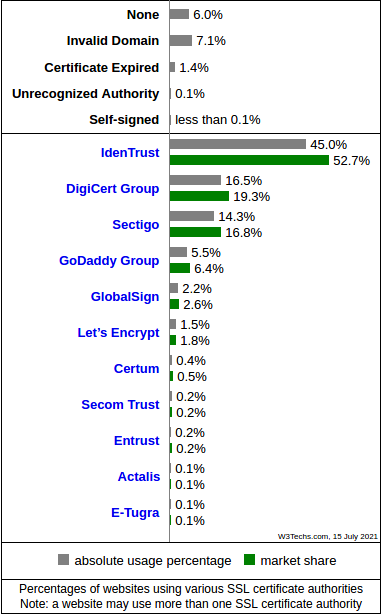 None 6.0%
Invalid Domain 7.1%
Certificate Expired 1.4%
Unrecognized Authority 0.1%
Self-signed less than 0.1%
IdenTrust 45.0%
52.7%
DigiCert Group 16.5%
19.3%
Sectigo 14.3%
16.8%
GoDaddy Group 5.5%
6.4%
GlobalSign 2.2%
2.6%
Let's Encrypt 1.5%
1.8%
Certum 0.4%
0.5%
Secom Trust 0.2%
0.2%
Entrust 0.2%
0.2%
Actalis 0.1%
0.1%
E-Tugra 0.1%
0.1%
W3Techs.com, 15 July 2021
absolute usage percentage market share
Percentages of websites using various SSL certificate authorities
Note: a website may use more than one SSL certificate authority